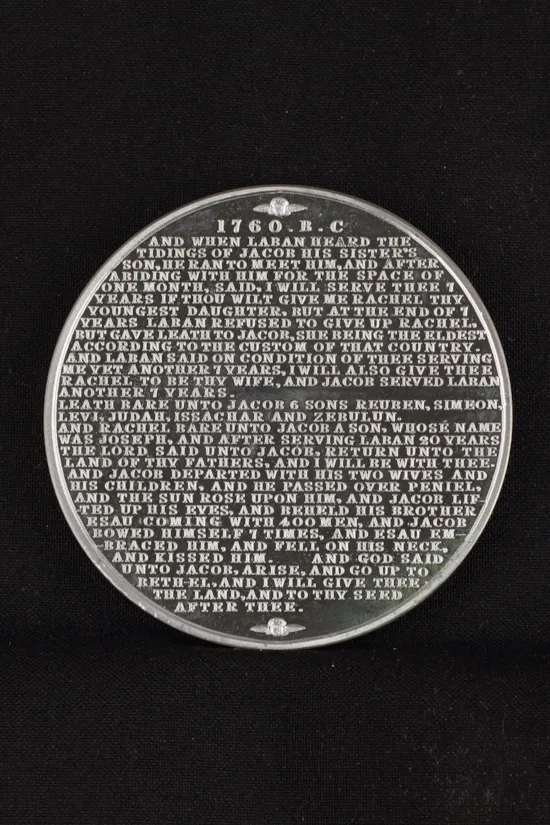 1760.B.C
AND WHEN LABAN HEARD THE
TIDINGS OF JACOB HIS SISTER'S
SON, HE RAN TO MEET HIM, AND AFTER
ABIDING WITH HIM FOR THE SPACE OF
ONE MONTH, SAID, I WILL SERVE THEE 7
YEARS IF THOU WILT GIVE ME RACHEL THY
YOUNGEST DAUGHTER, BUT AT THE END OF 7
YEARS LABAN REFUSED TO GIVE UP RACHEL,
BUT GAVE LEATH TO JACOB, SHE BEING THE ELDEST
ACCORDING TO THE CUSTOM OF THAT COUNTRY.
AND LABAN SAID ON CONDITION OF THEE SERVING
ME YET ANOTHER 7 YEARS, I WILL ALSO GIVE THEE
RACHEL TO BE THY WIFE, AND JACOB SERVED LABAN
ANOTHER 7 YEARS.
LEATH BARE UNTO JACOB 6 SONS REUBEN, SIMEON,
LEVI, JUDAH, ISSACHAR AND ZERULUN.
AND RACHEL BARE UNTO JACOB A SON, WHOSE NAME
WAS JOSEPH, AND AFTER SERVING LABAN 20 YEARS
THE LORD SAID UNTO JACOB, RETURN UNTO THE
LAND OF THY FATHERS, AND I WILL BE WITH THEE.
AND JACOB DEPARTED WITH HIS TWO WIVES AND
HIS CHILDREN, AND HE PASSED OVER PENIEL,
AND THE SUN ROSE UPON HIM, AND JACOB LIF-
TED UP HIS EYES, AND BEHELD HIS BROTHER
ESAU COMING WITH 400 MEN, AND JACOB
BOWED HIMSELF 7 TIMES, AND ESAU EM-
-BRACED HIM, AND FELL ON HIS NECK,
AND KISSED HIM. AND GOD SAID
UNTO JACOB, ARISE, AND GO UP TO
BETH-EL, AND I WILL GIVE THEE,
THE LAND, AND TO THY SEED
AFTER THEE.